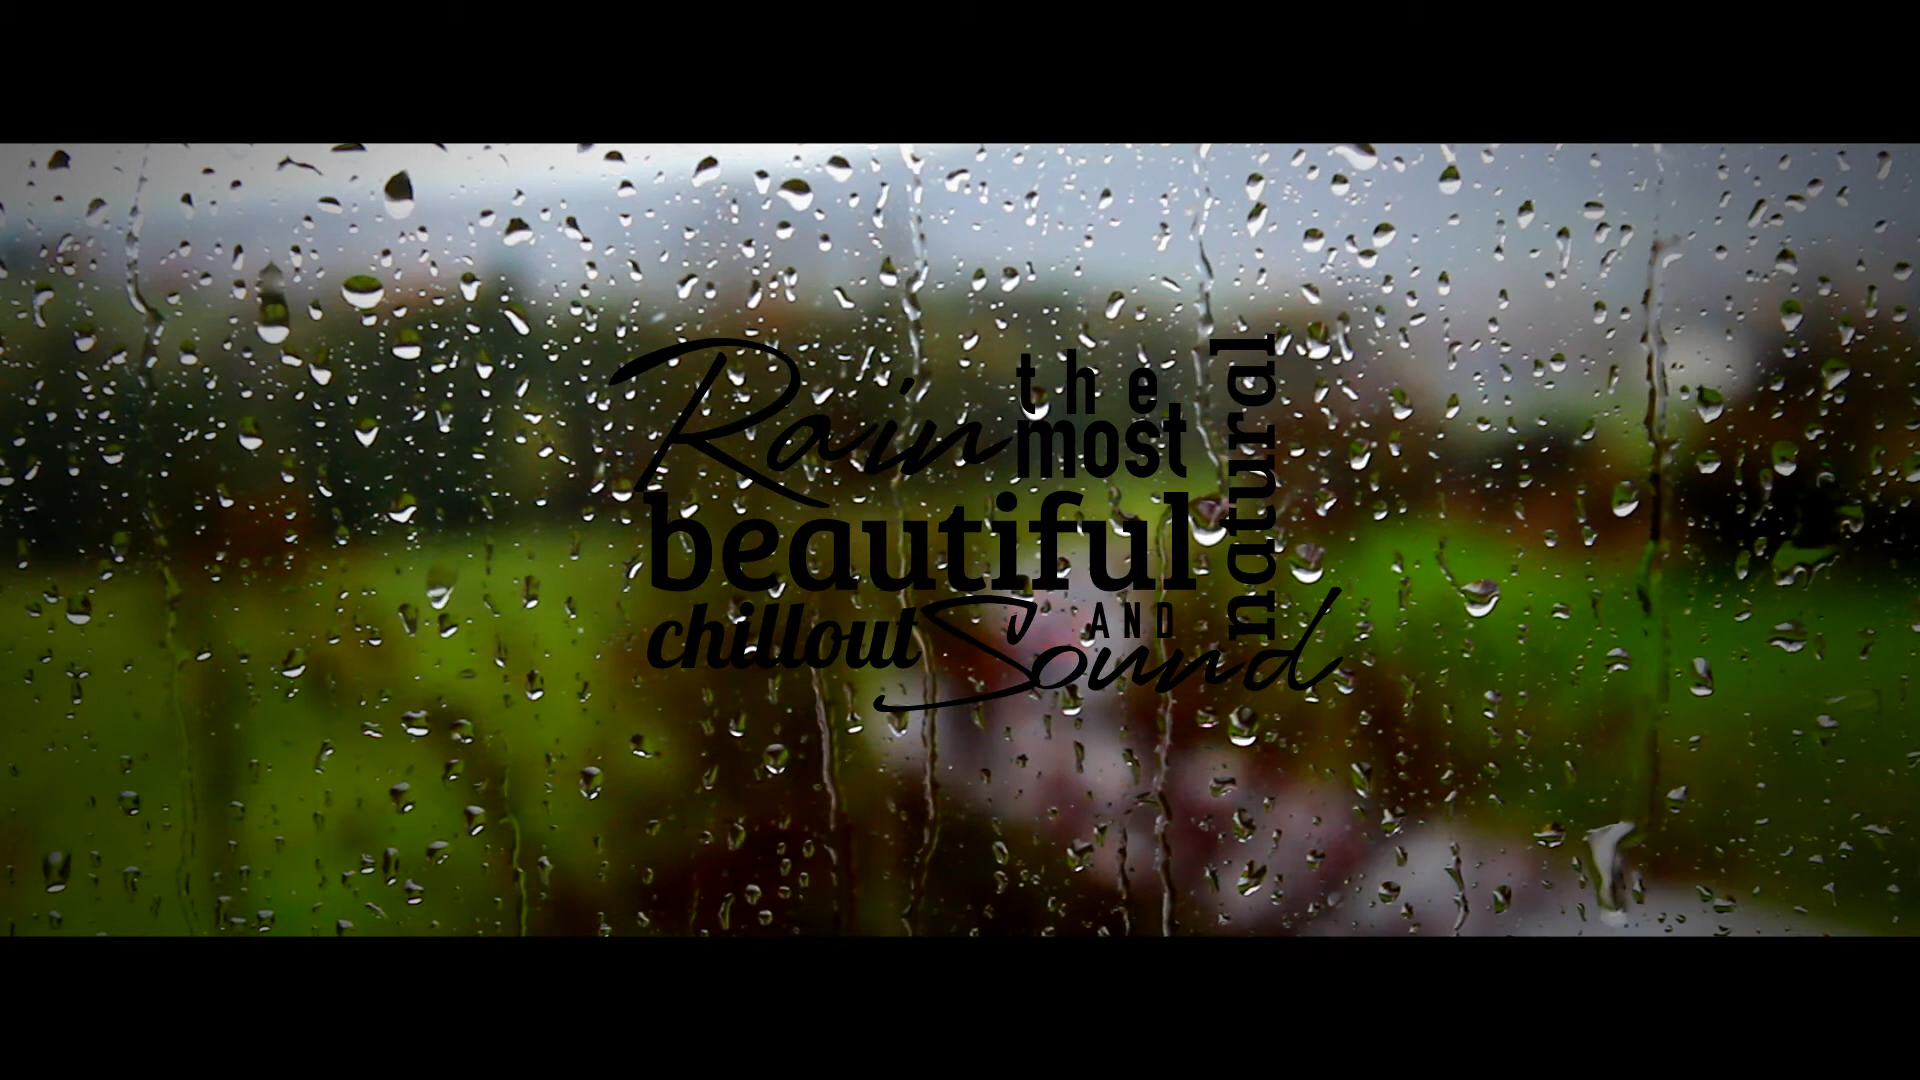 Rain the
most
beautiful
natural
chillout AND
Sound